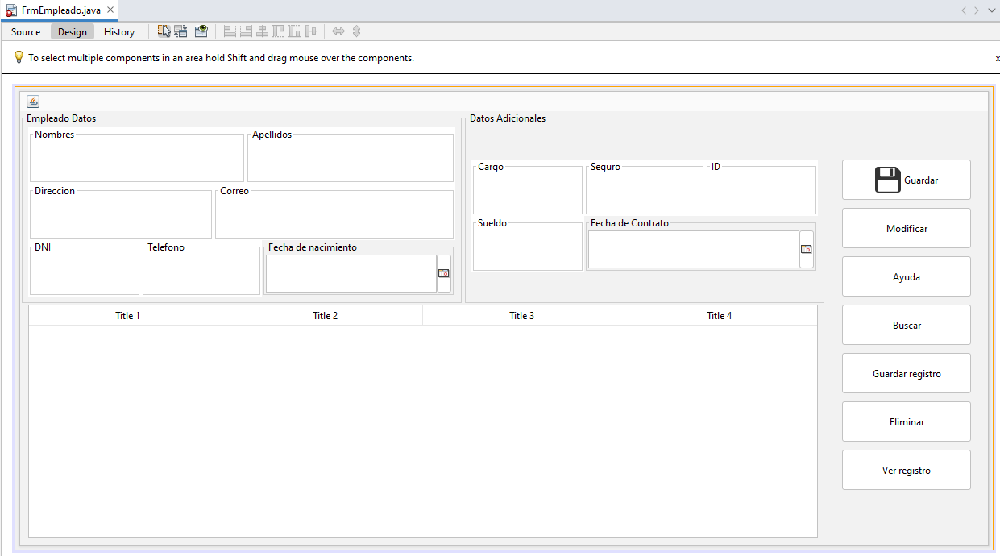 FrmEmpleado.java
Source Design History
To select multiple components in an area hold Shift and drag mouse over the components. x
Empleado Datos
Nombres Apellidos
Direccion Correo
DNI Telefono Fecha de nacimiento
Datos Adicionales
Cargo Seguro ID
Sueldo Fecha de Contrato
Guardar
Modificar
Ayuda
Buscar
Guardar registro
Eliminar
Ver registro
Title 1 Title 2 Title 3 Title 4